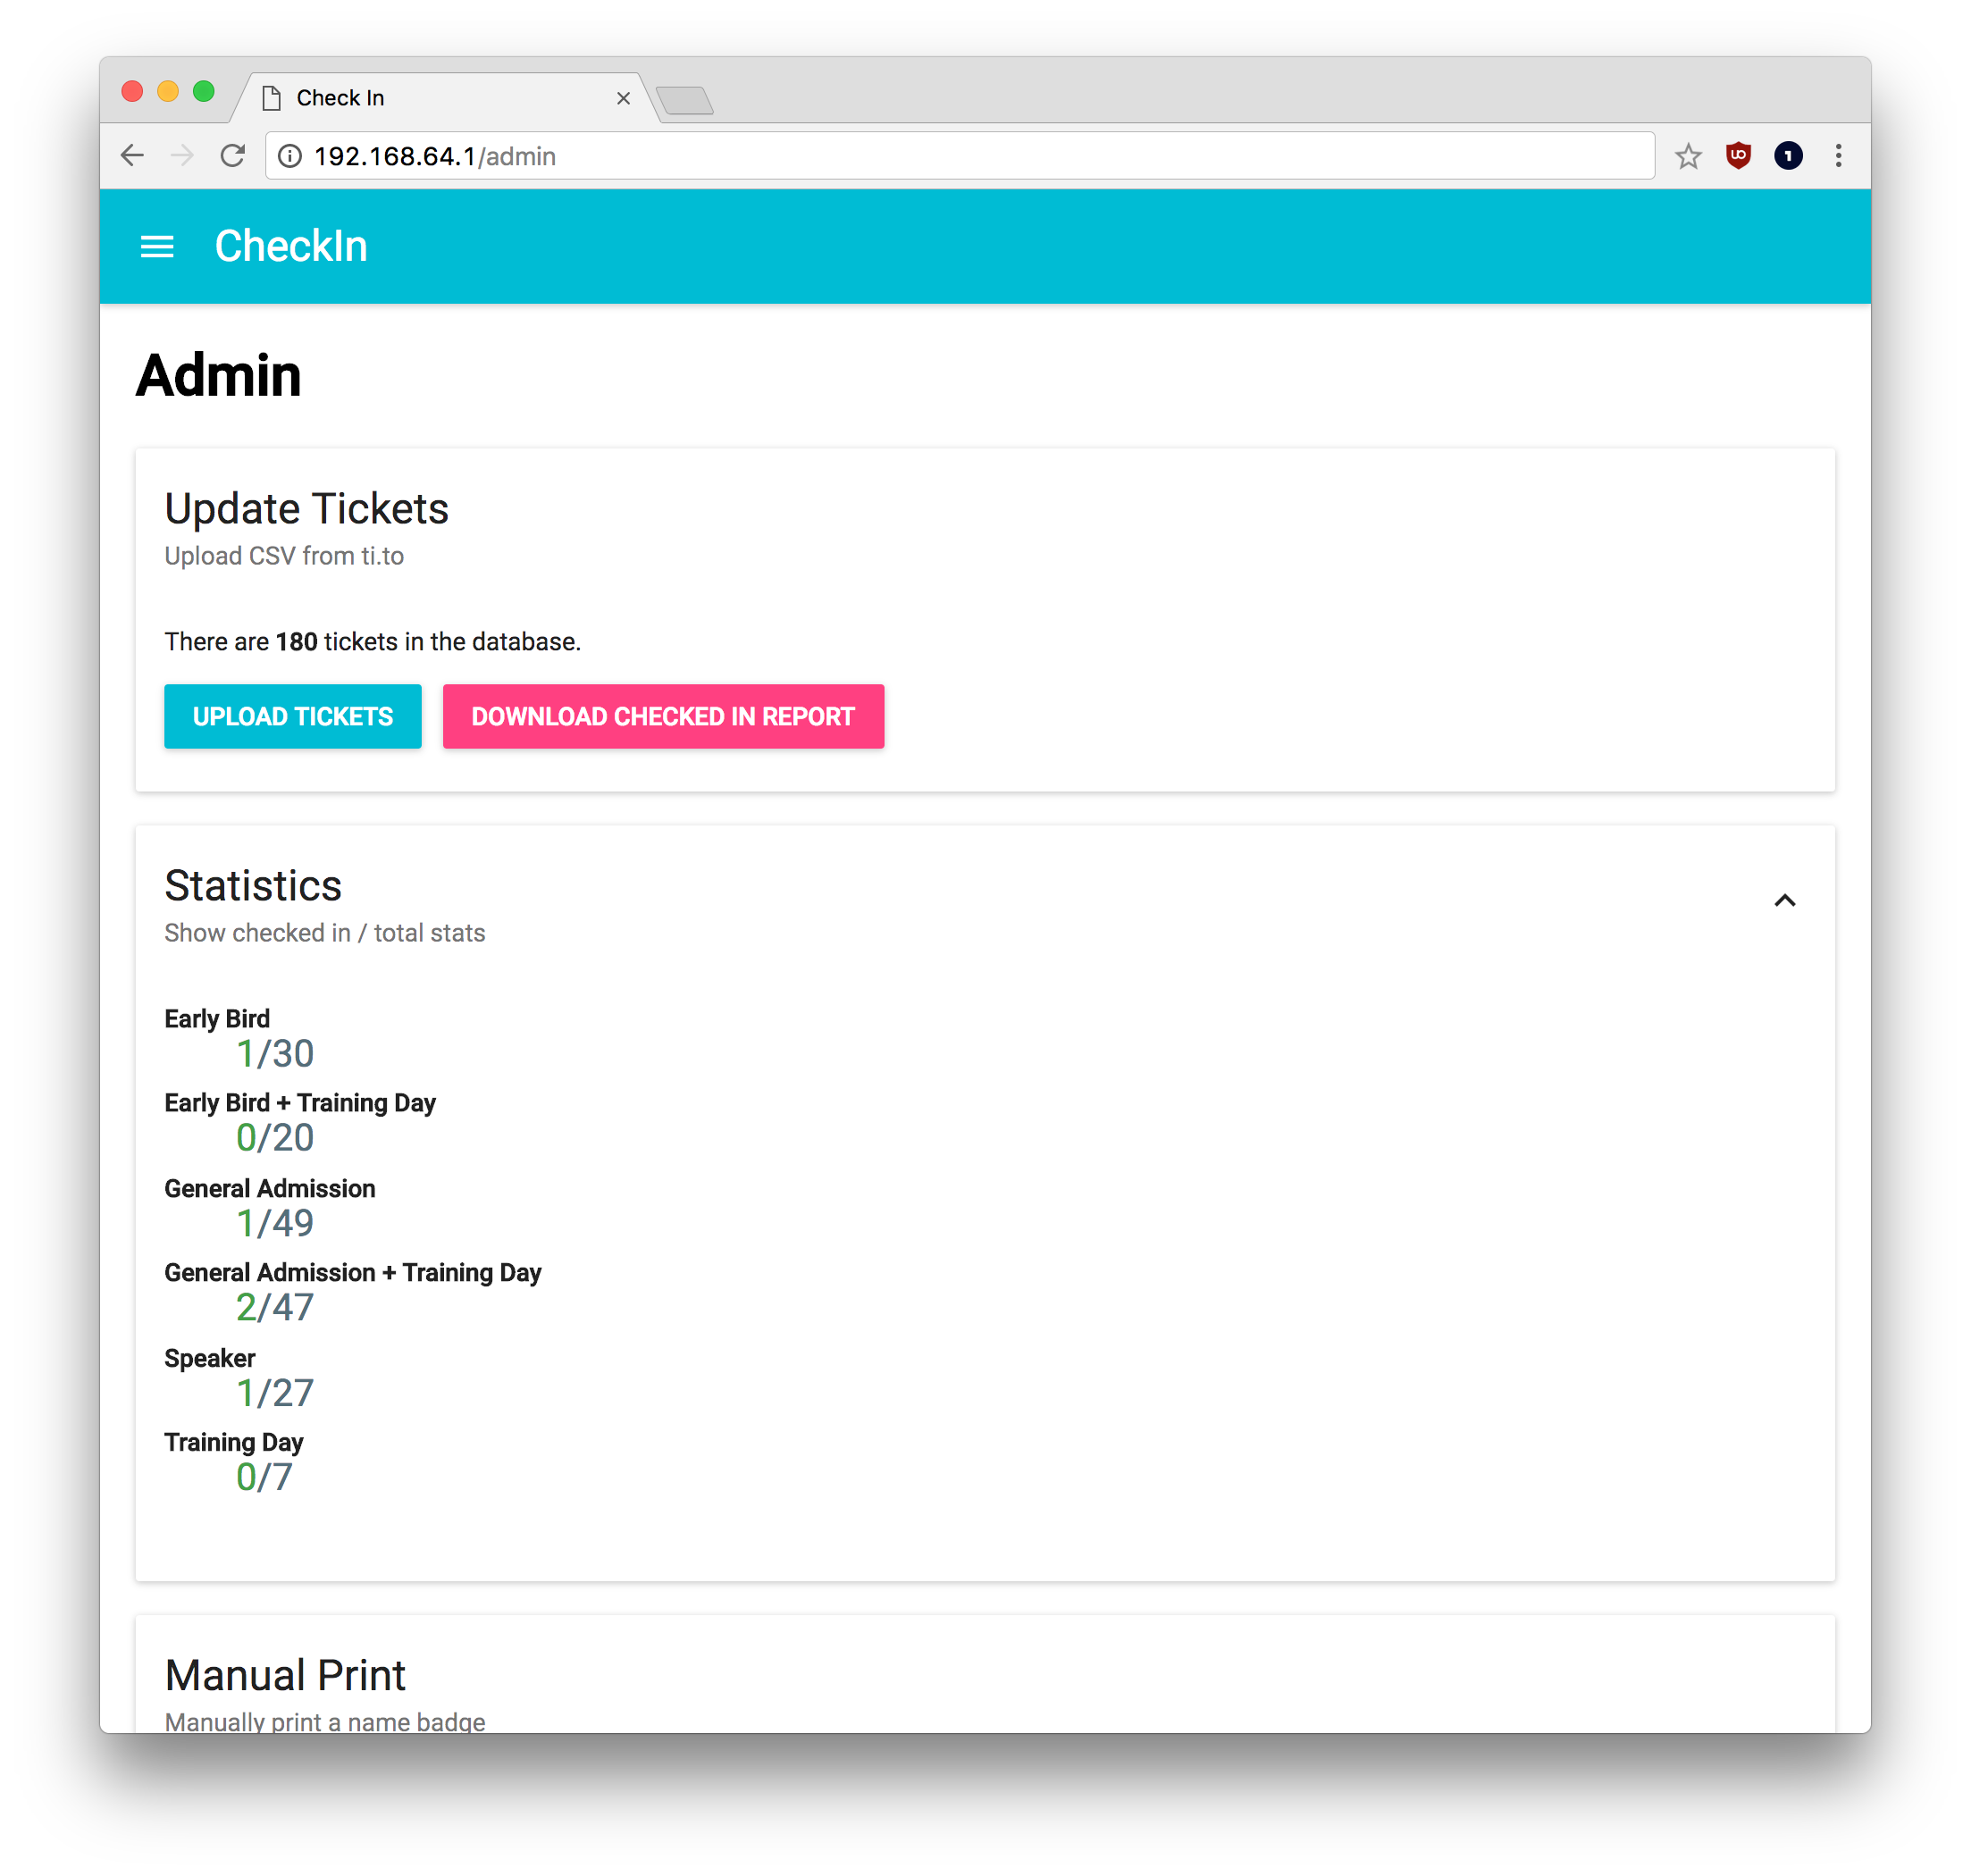 Check In
192.168.64.1/admin
CheckIn
Admin
Update Tickets
Upload CSV from ti.to
There are 180 tickets in the database.
UPLOAD TICKETS DOWNLOAD CHECKED IN REPORT
Statistics
Show checked in / total stats
Early Bird
1/30
Early Bird + Training Day
0/20
General Admission
1/49
General Admission + Training Day
2/47
Speaker
1/27
Training Day
0/7
Manual Print
Manually print a name badge